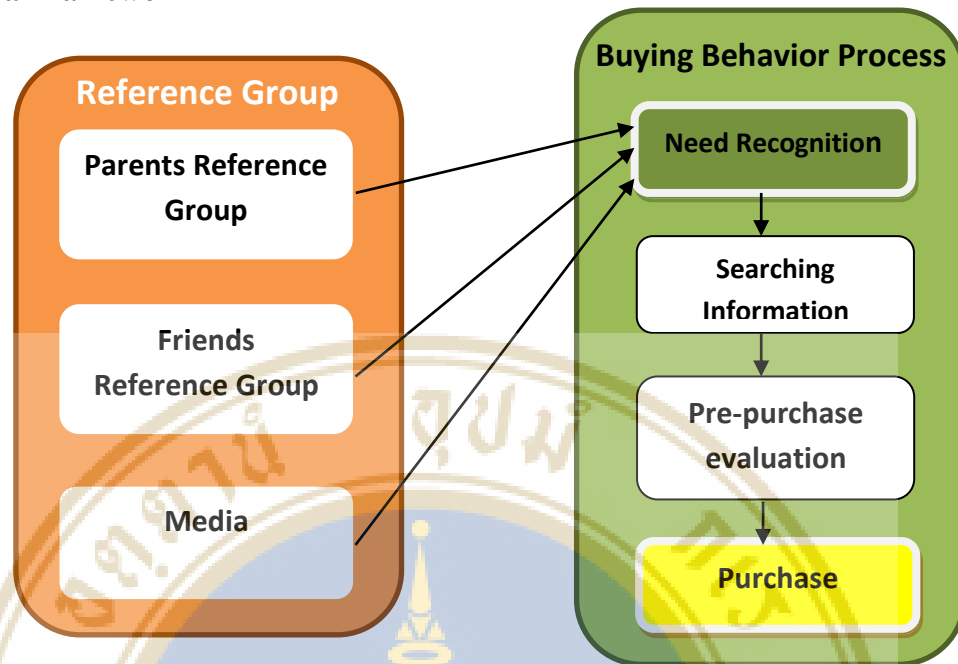 Reference Group
Parents Reference
Group
Friends
Reference Group
Media
Buying Behavior Process
Need Recognition
Searching
Information
Pre-purchase
evaluation
Purchase